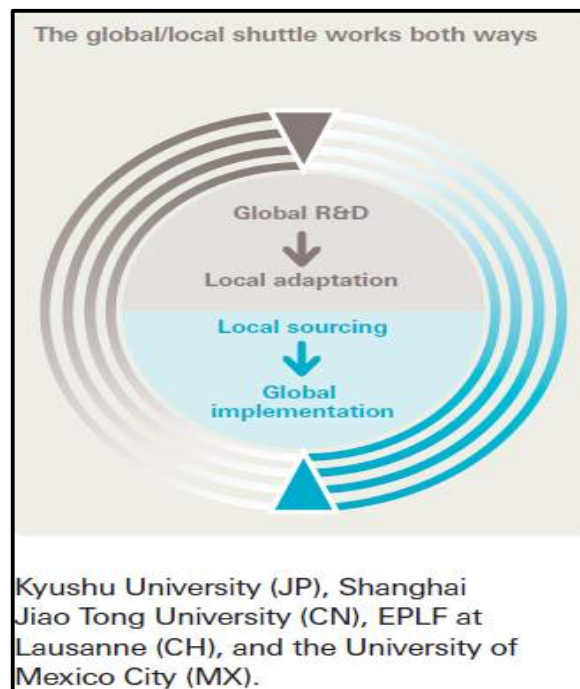 The global/local shuttle works both ways
Global R&D
Local adaptation
Local sourcing
Global
implementation
Kyushu University (JP), Shanghai
Jiao Tong University (CN), EPLF at
Lausanne (CH), and the University of
Mexico City (MX).